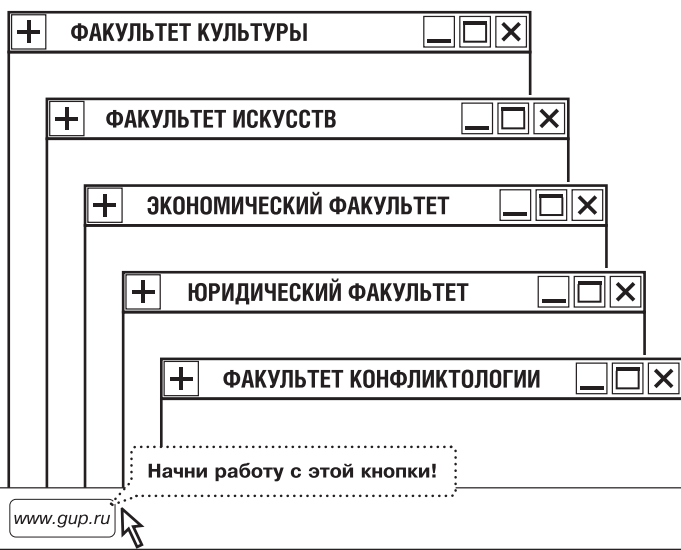 ФАКУЛЬТЕТ КУЛЬТУРЫ
ФАКУЛЬТЕТ ИСКУССТВ
ЭКОНОМИЧЕСКИЙ ФАКУЛЬТЕТ
ЮРИДИЧЕСКИЙ ФАКУЛЬТЕТ
ФАКУЛЬТЕТ КОНФЛИКТОЛОГИИ
Начни работу с этой кнопки!
www.gup.ru